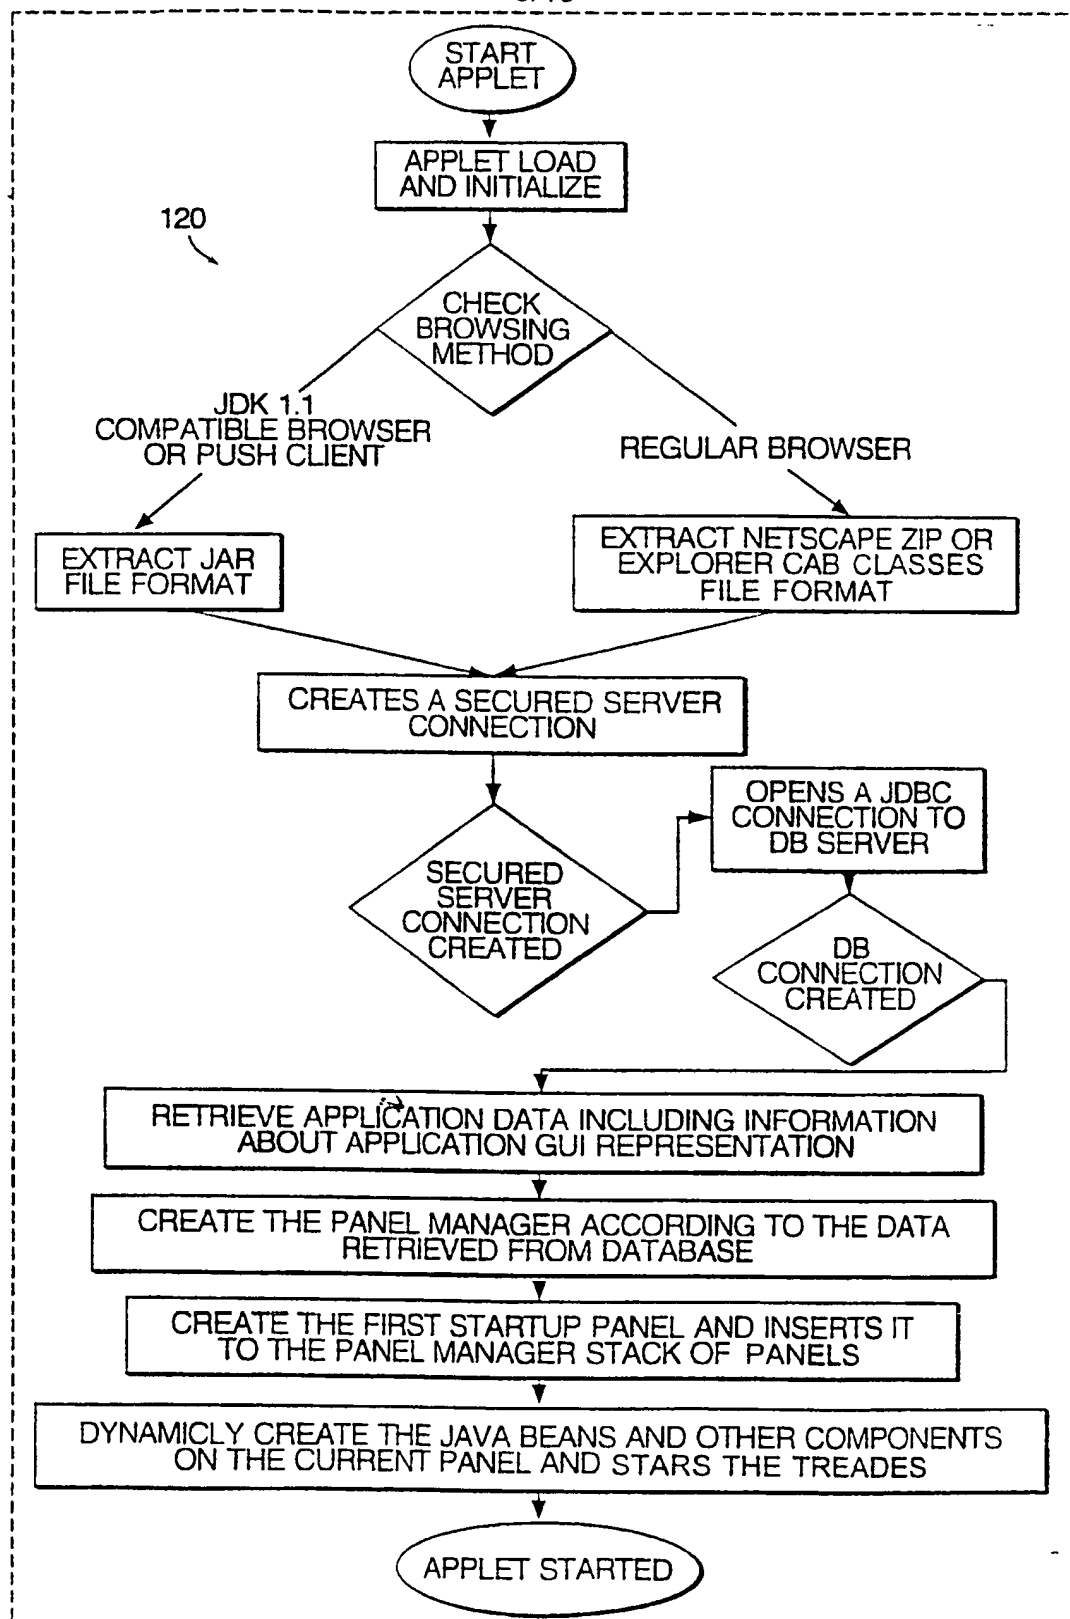 START
APPLET
APPLET LOAD
AND INITIALIZE
120
CHECK
BROWSING
METHOD
JDK 1.1
COMPATIBLE BROWSER
OR PUSH CLIENT
REGULAR BROWSER
EXTRACT JAR
FILE FORMAT
EXTRACT NETSCAPE ZIP OR
EXPLORER CAB CLASSES
FILE FORMAT
CREATES A SECURED SERVER
CONNECTION
OPENS A JDBC
CONNECTION TO
DB SERVER
SECURED
SERVER
CONNECTION
CREATED
DB
CONNECTION
CREATED
RETRIEVE APPLICATION DATA INCLUDING INFORMATION
ABOUT APPLICATION GUI REPRESENTATION
CREATE THE PANEL MANAGER ACCORDING TO THE DATA
RETRIEVED FROM DATABASE
CREATE THE FIRST STARTUP PANEL AND INSERTS IT
TO THE PANEL MANAGER STACK OF PANELS
DYNAMICLY CREATE THE JAVA BEANS AND OTHER COMPONENTS
ON THE CURRENT PANEL AND STARS THE TREADES
APPLET STARTED